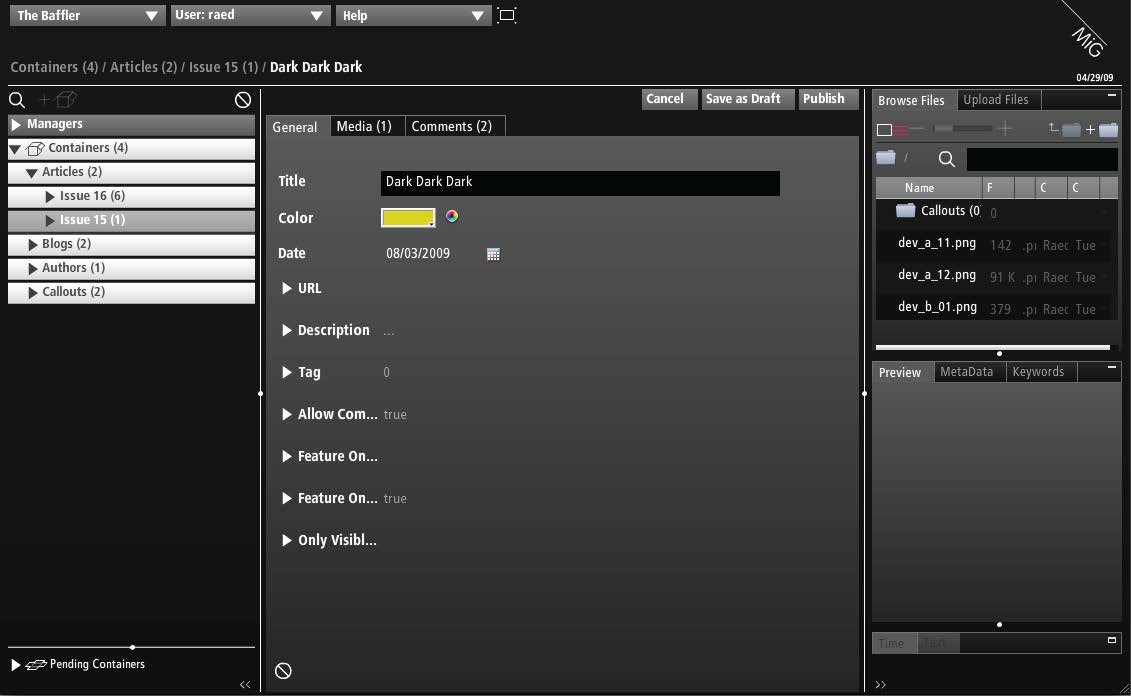 The Baffler
User: raed
Help
MiG
04/29/09
Containers (4) / Articles (2) / Issue 15 (1) / Dark Dark Dark
Managers
Containers (4)
Articles (2)
Issue 16 (6)
Issue 15 (1)
Blogs (2)
Authors (1)
Callouts (2)
Pending Containers
<<
Cancel
Save as Draft
Publish
General
Media (1)
Comments (2)
Title
Dark Dark Dark
Color
Date
08/03/2009
URL
Description
...
Tag
0
Allow Com...
true
Feature On...
Feature On...
true
Only Visibl...
Browse Files
Upload Files
/
Name F C C
Callouts (0 0
dev_a_11.png 142 .pi Raec Tue
dev_a_12.png 91 K .pi Raec Tue
dev_b_01.png 379 .pi Raec Tue
Preview
MetaData
Keywords
Time
Text
>>